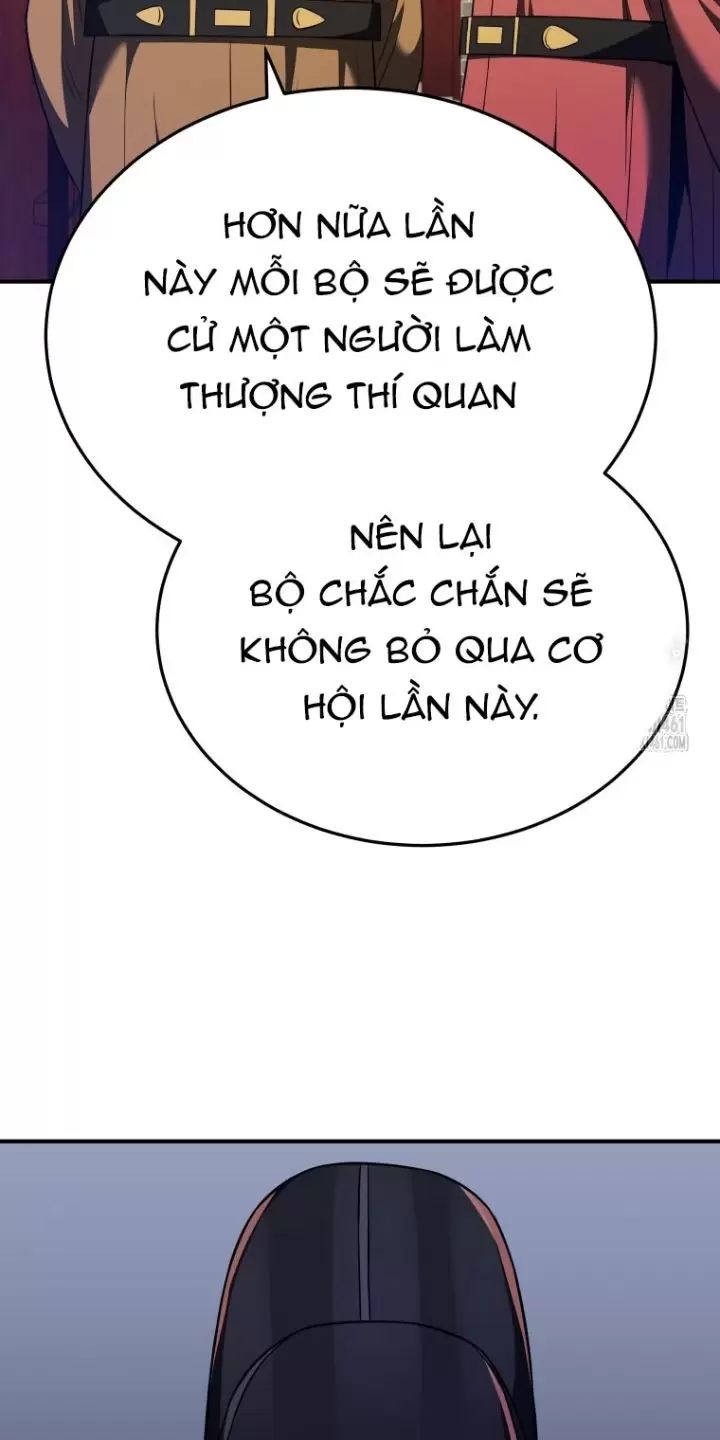 HƠN NỮA LẦN
NÀY MỖI BỘ SẼ ĐƯỢC
CỬ MỘT NGƯỜI LÀM
THƯỢNG THÍ QUAN
NÊN LẠI
BỘ CHẮC CHẮN SẼ
KHÔNG BỎ QUA CƠ
HỘI LẦN NÀY.